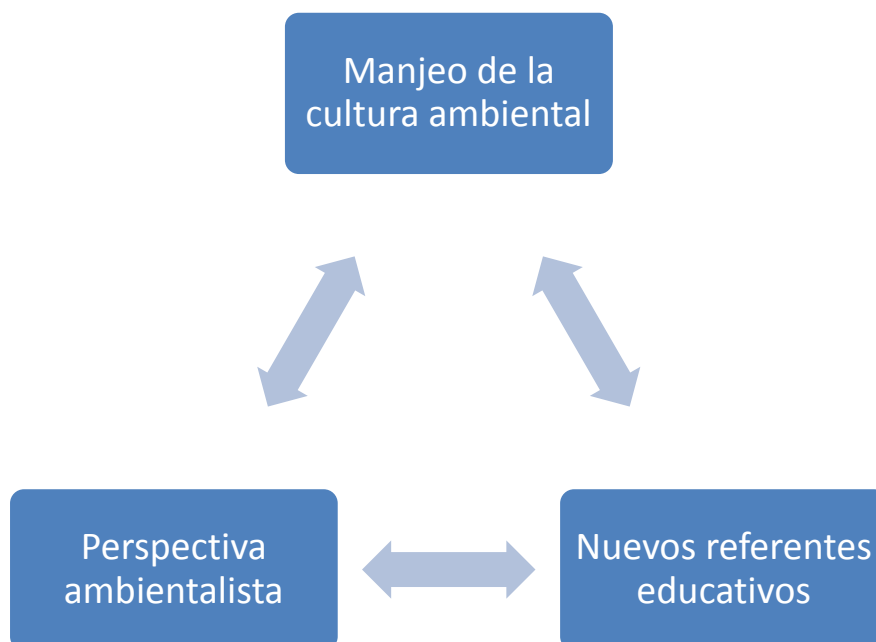 Manjeo de la
cultura ambiental
Perspectiva
ambientalista
Nuevos referentes
educativos